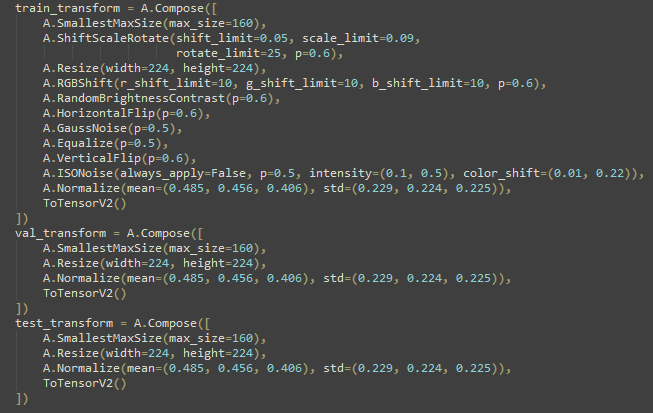 train_transform = A.Compose([
    A.SmallestMaxSize(max_size=160),
    A.ShiftScaleRotate(shift_limit=0.05, scale_limit=0.09,
                       rotate_limit=25, p=0.6),
    A.Resize(width=224, height=224),
    A.RGBShift(r_shift_limit=10, g_shift_limit=10, b_shift_limit=10, p=0.6),
    A.RandomBrightnessContrast(p=0.6),
    A.HorizontalFlip(p=0.6),
    A.GaussNoise(p=0.5),
    A.Equalize(p=0.5),
    A.VerticalFlip(p=0.6),
    A.ISONoise(always_apply=False, p=0.5, intensity=(0.1, 0.5), color_shift=(0.01, 0.22)),
    A.Normalize(mean=(0.485, 0.456, 0.406), std=(0.229, 0.224, 0.225)),
    ToTensorV2()
])
val_transform = A.Compose([
    A.SmallestMaxSize(max_size=160),
    A.Resize(width=224, height=224),
    A.Normalize(mean=(0.485, 0.456, 0.406), std=(0.229, 0.224, 0.225)),
    ToTensorV2()
])
test_transform = A.Compose([
    A.SmallestMaxSize(max_size=160),
    A.Resize(width=224, height=224),
    A.Normalize(mean=(0.485, 0.456, 0.406), std=(0.229, 0.224, 0.225)),
    ToTensorV2()
])